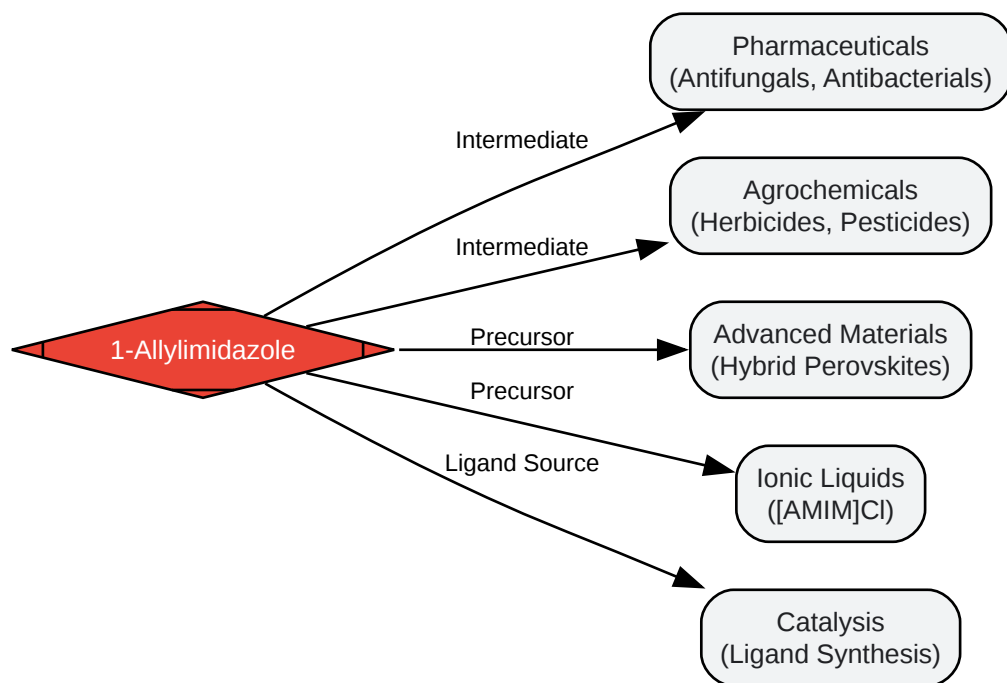 Pharmaceuticals
(Antifungals, Antibacterials)
Intermediate
Agrochemicals
(Herbicides, Pesticides)
Intermediate
1-Allylimidazole
Precursor
Advanced Materials
(Hybrid Perovskites)
Precursor
Ligand Source
Ionic Liquids
([AMIM]Cl)
Catalysis
(Ligand Synthesis)